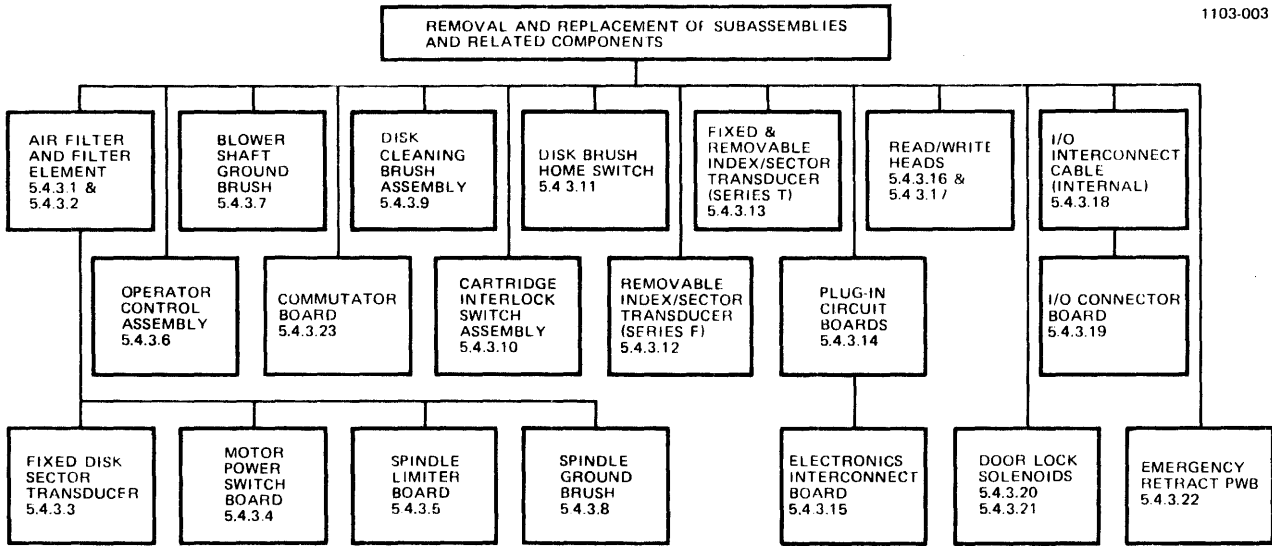 1103-003
REMOVAL AND REPLACEMENT OF SUBASSEMBLIES
AND RELATED COMPONENTS
AIR FILTER
AND FILTER
ELEMENT
5.4.3.1 &
5.4.3.2
BLOWER
SHAFT
GROUND
BRUSH
5.4.3.7
DISK
CLEANING
BRUSH
ASSEMBLY
5.4.3.9
DISK BRUSH
HOME SWITCH
5.4.3.11
FIXED &
REMOVABLE
INDEX/SECTOR
TRANSDUCER
(SERIES T)
5.4.3.13
READ/WRITE
HEADS
5.4.3.16 &
5.4.3.17
I/O
INTERCONNECT
CABLE
(INTERNAL)
5.4.3.18
OPERATOR
CONTROL
ASSEMBLY
5.4.3.6
COMMUTATOR
BOARD
5.4.3.23
CARTRIDGE
INTERLOCK
SWITCH
ASSEMBLY
5.4.3.10
REMOVABLE
INDEX/SECTOR
TRANSDUCER
(SERIES F)
5.4.3.12
PLUG-IN
CIRCUIT
BOARDS
5.4.3.14
I/O CONNECTOR
BOARD
5.4.3.19
FIXED DISK
SECTOR
TRANSDUCER
5.4.3.3
MOTOR
POWER
SWITCH
BOARD
5.4.3.4
SPINDLE
LIMITER
BOARD
5.4.3.5
SPINDLE
GROUND
BRUSH
5.4.3.8
ELECTRONICS
INTERCONNECT
BOARD
5.4.3.15
DOOR LOCK
SOLENOIDS
5.4.3.20
5.4.3.21
EMERGENCY
RETRACT PWB
5.4.3.22